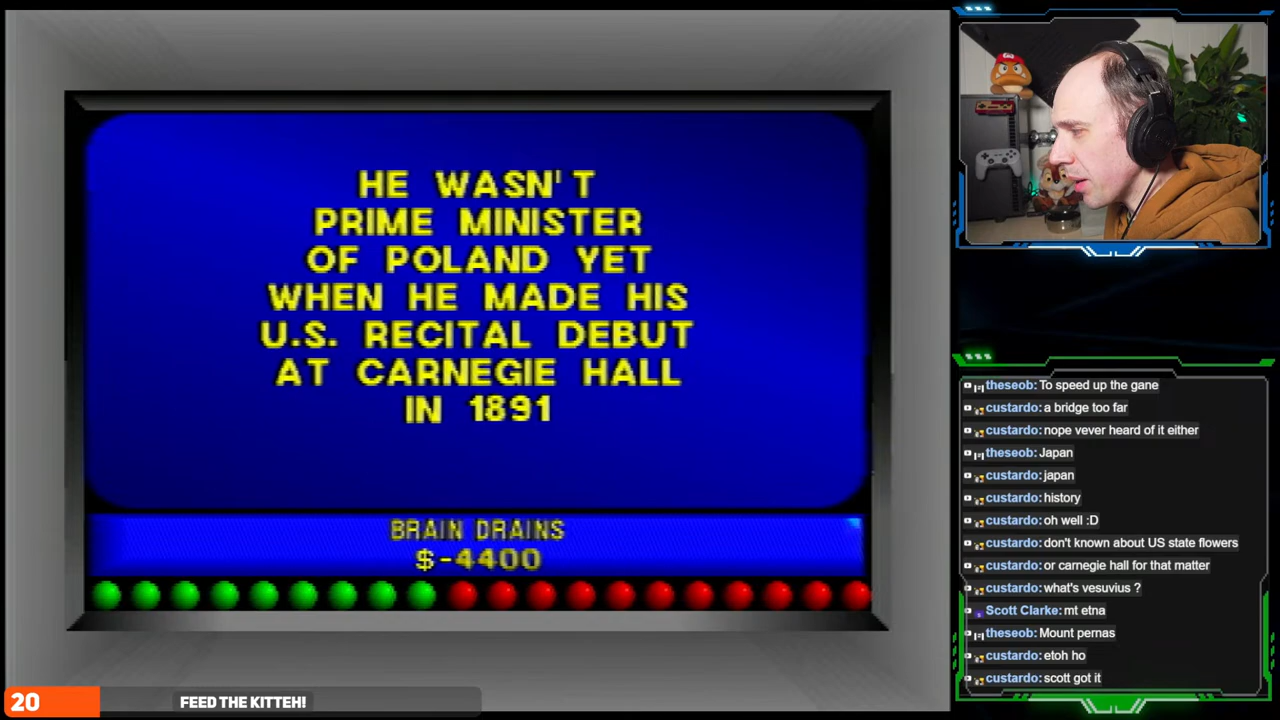 HE WASN'T
PRIME MINISTER
OF POLAND YET
WHEN HE MADE HIS
U.S. RECITAL DEBUT
AT CARNEGIE HALL
IN 1891
BRAIN DRAINS
$-4400
20
FEED THE KITTEH!
theseob: To speed up the gane
custardo: a bridge too far
custardo: nope vever heard of it either
theseob: Japan
custardo: japan
custardo: history
custardo: oh well :D
custardo: don't known about US state flowers
custardo: or carnegie hall for that matter
custardo: what's vesuvius ?
Scott Clarke: mt etna
theseob: Mount pernas
custardo: etoh ho
custardo: scott got it